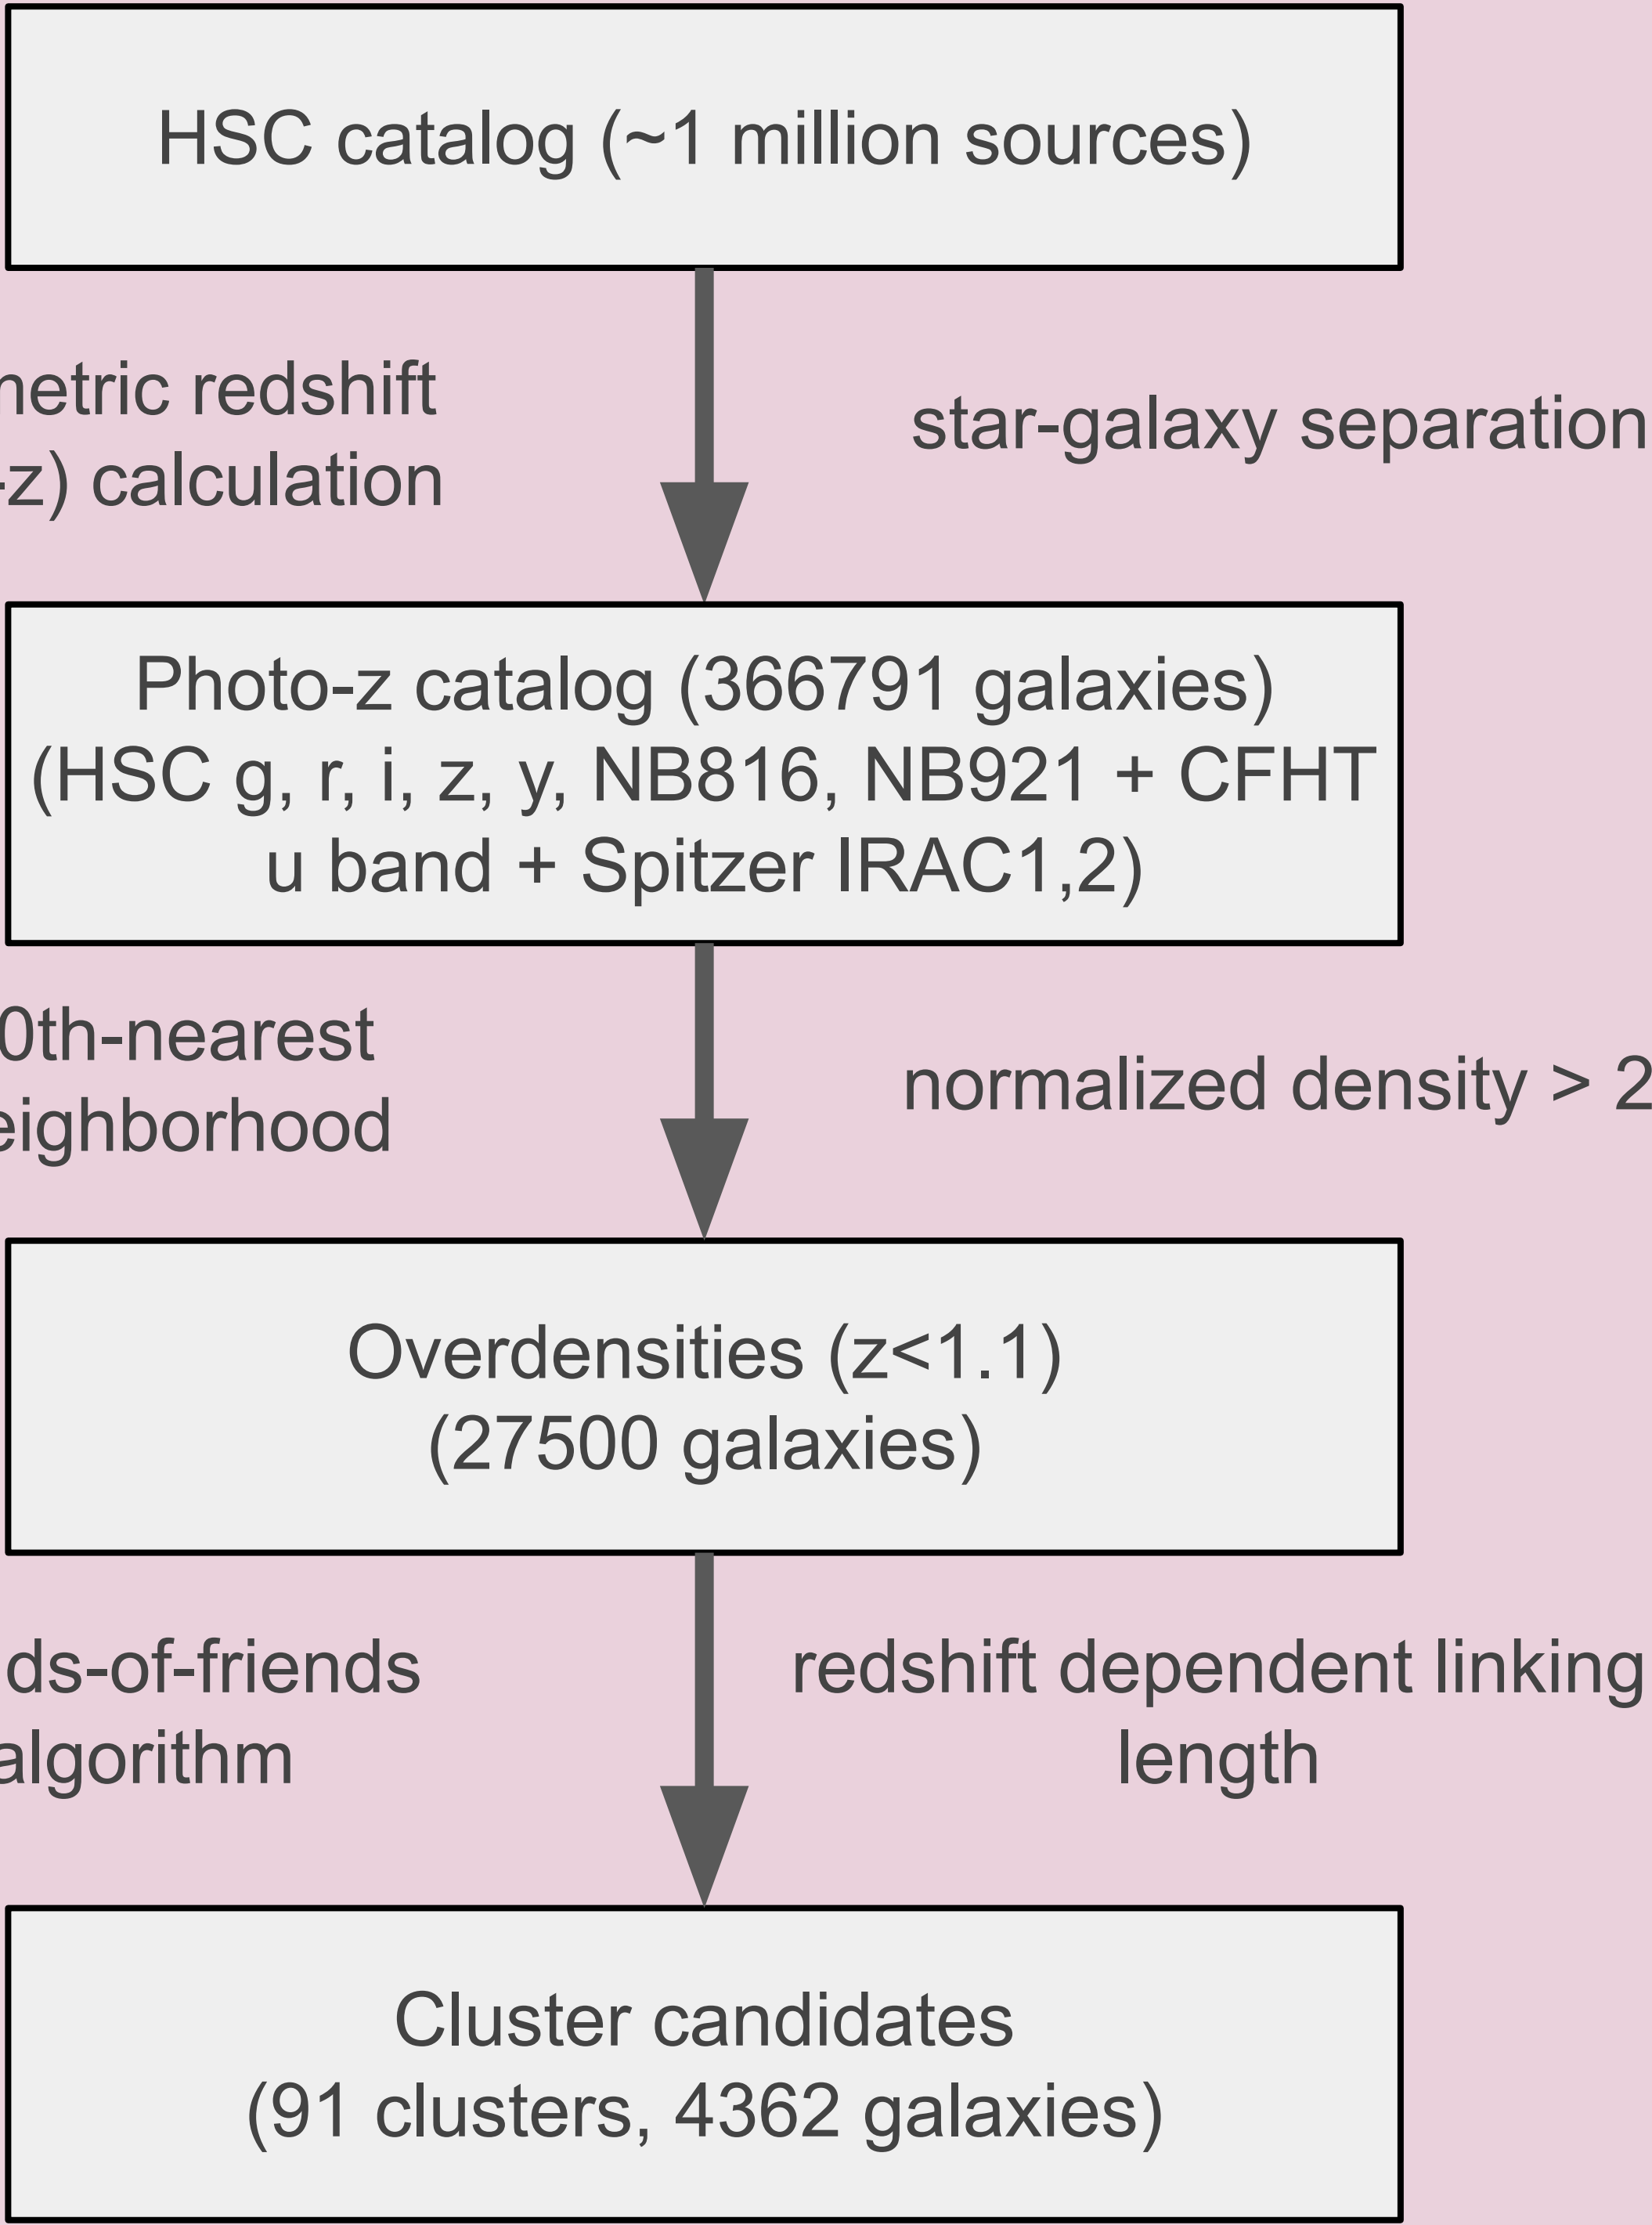 HSC catalog (~1 million sources)
metric redshift
-z) calculation
star-galaxy separation
Photo-z catalog (366791 galaxies)
(HSC g, r, i, z, y, NB816, NB921 + CFHT
u band + Spitzer IRAC1,2)
0th-nearest
eighborhood
normalized density > 2
Overdensities (z<1.1)
(27500 galaxies)
ds-of-friends
algorithm
redshift dependent linking
length
Cluster candidates
(91 clusters, 4362 galaxies)